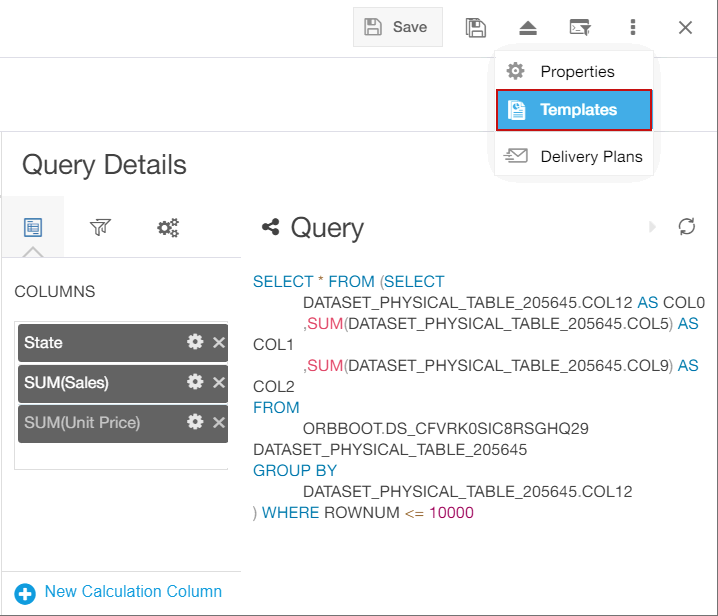 Save
Properties
Templates
Delivery Plans
Query Details
Query
COLUMNS
State
SUM(Sales)
SUM(Unit Price)
New Calculation Column
SELECT * FROM (SELECT
DATASET_PHYSICAL_TABLE_205645.COL12 AS COL0
,SUM(DATASET_PHYSICAL_TABLE_205645.COL5) AS
COL1
,SUM(DATASET_PHYSICAL_TABLE_205645.COL9) AS
COL2
FROM
ORBBOOT.DS_CFVRK0SIC8RSGHQ29
DATASET_PHYSICAL_TABLE_205645
GROUP BY
DATASET_PHYSICAL_TABLE_205645.COL12
) WHERE ROWNUM <= 10000